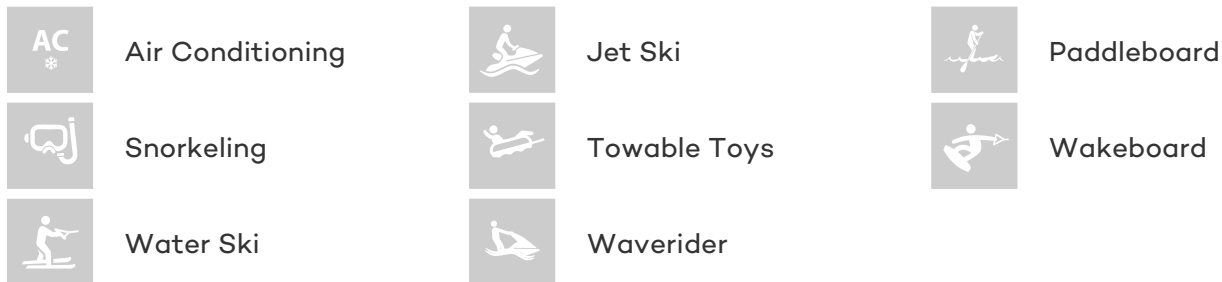 AC
Air Conditioning
Jet Ski
Paddleboard
Snorkeling
Towable Toys
Wakeboard
Water Ski
Waverider